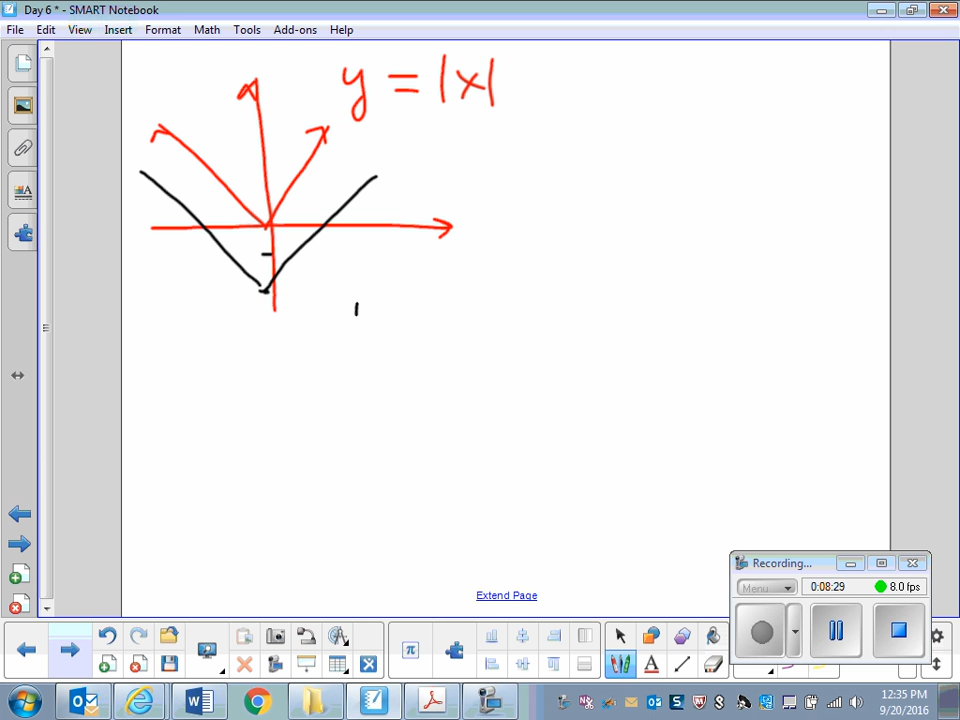 Day 6 * - SMART Notebook
File Edit View Insert Format Math Tools Add-ons Help
y = |x|
Extend Page
Recording...
Menu 0:08:29 8.0 fps
12:35 PM
9/20/2016